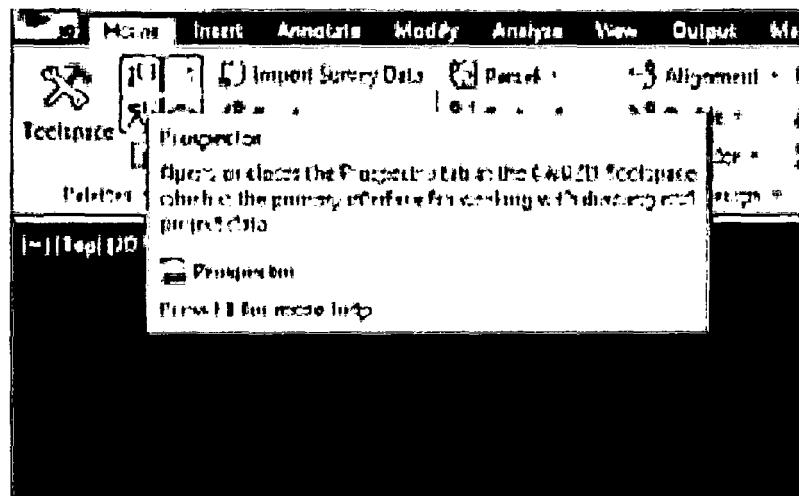 Home Insert Annotate Modify Analyze View Output
Import Survey Data Parcel Alignment
Toolspace
Prospector
Opens or closes the Prospector tab in the Toolspace
which is the primary interface for working with drawing and
Palettes
project data
Prospector
Press F1 for more help